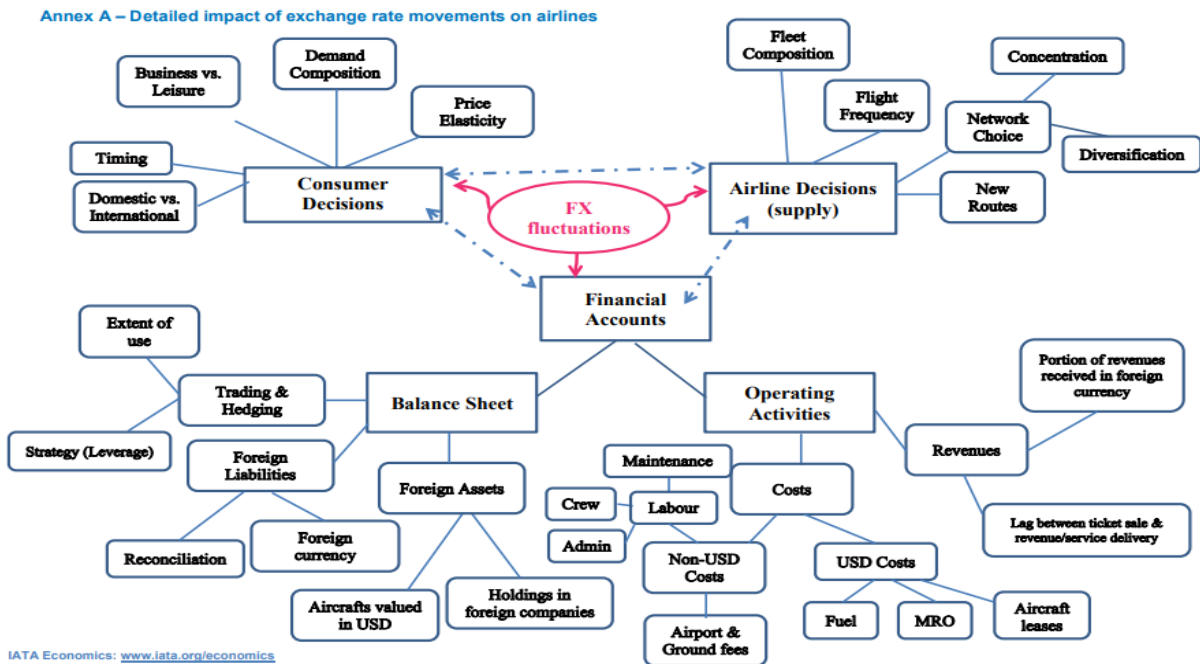 Annex A – Detailed impact of exchange rate movements on airlines
Demand
Composition
Business vs.
Leisure
Price
Elasticity
Timing
Domestic vs.
International
Consumer
Decisions
Fleet
Composition
Flight
Frequency
Concentration
Network
Choice
Diversification
New
Routes
Airline Decisions
(supply)
FX
fluctuations
Financial
Accounts
Extent of
use
Trading &
Hedging
Strategy (Leverage)
Balance Sheet
Foreign
Liabilities
Reconciliation
Foreign
currency
Foreign Assets
Aircrafts valued
in USD
Holdings in
foreign companies
Operating
Activities
Portion of revenues
received in foreign
currency
Revenues
Lag between ticket sale &
revenue/service delivery
Costs
Maintenance
Crew
Labour
Admin
Non-USD
Costs
Airport &
Ground fees
USD Costs
Fuel
MRO
Aircraft
leases
IATA Economics: www.iata.org/economics